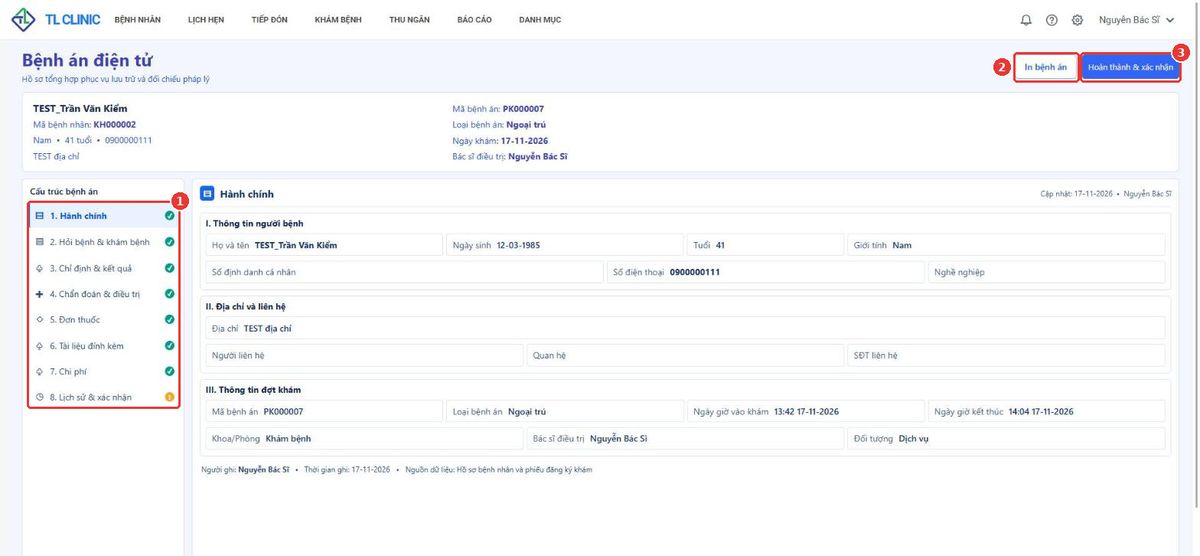 TL CLINIC BỆNH NHÂN LỊCH HẸN TIẾP ĐÓN KHÁM BỆNH THU NGÂN BÁO CÁO DANH MỤC Nguyễn Bác Sĩ
Bệnh án điện tử
Hồ sơ tổng hợp phục vụ lưu trữ và đối chiếu pháp lý
2 In bệnh án Hoàn thành & xác nhận 3
TEST_Trần Văn Kiểm
Mã bệnh nhân: KH000002
Nam • 41 tuổi • 0900000111
TEST địa chỉ
Mã bệnh án: PK000007
Loại bệnh án: Ngoại trú
Ngày khám: 17-11-2026
Bác sĩ điều trị: Nguyễn Bác Sĩ
Cấu trúc bệnh án
1
1. Hành chính
2. Hỏi bệnh & khám bệnh
3. Chỉ định & kết quả
4. Chẩn đoán & điều trị
5. Đơn thuốc
6. Tài liệu đính kèm
7. Chi phí
8. Lịch sử & xác nhận
Hành chính Cập nhật: 17-11-2026 • Nguyễn Bác Sĩ
I. Thông tin người bệnh
Họ và tên TEST_Trần Văn Kiểm Ngày sinh 12-03-1985 Tuổi 41 Giới tính Nam
Số định danh cá nhân Số điện thoại 0900000111 Nghề nghiệp
II. Địa chỉ và liên hệ
Địa chỉ TEST địa chỉ
Người liên hệ Quan hệ SĐT liên hệ
III. Thông tin đợt khám
Mã bệnh án PK000007 Loại bệnh án Ngoại trú Ngày giờ vào khám 13:42 17-11-2026 Ngày giờ kết thúc 14:04 17-11-2026
Khoa/Phòng Khám bệnh Bác sĩ điều trị Nguyễn Bác Sĩ Đối tượng Dịch vụ
Người ghi: Nguyễn Bác Sĩ • Thời gian ghi: 17-11-2026 • Nguồn dữ liệu: Hồ sơ bệnh nhân và phiếu đăng ký khám